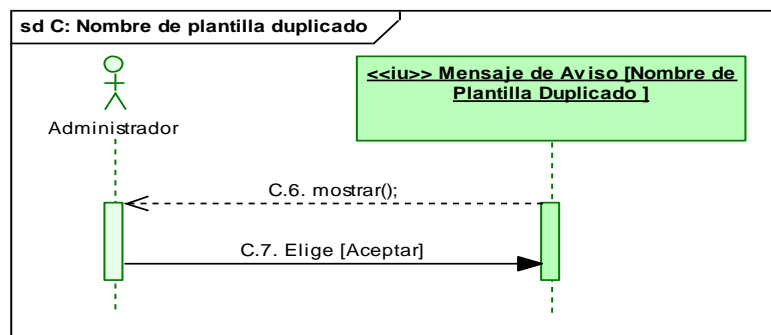 sd C: Nombre de plantilla duplicado
<<iu>> Mensaje de Aviso [Nombre de
Plantilla Duplicado ]
Administrador
C.6. mostrar();
C.7. Elige [Aceptar]